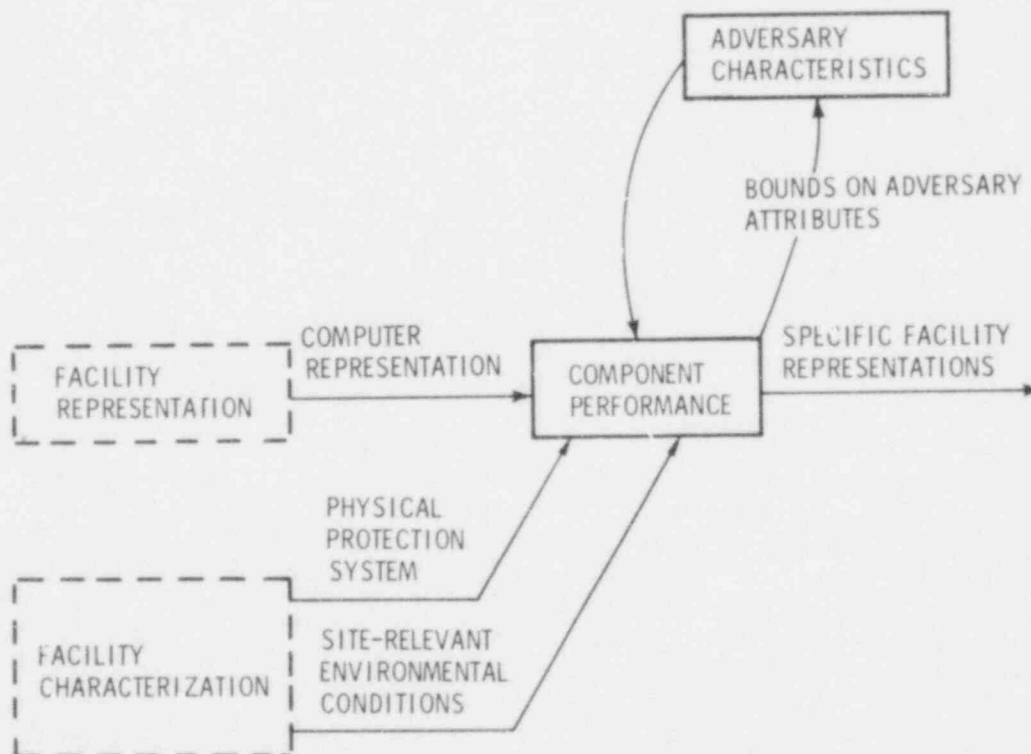 ADVERSARY
CHARACTERISTICS
BOUNDS ON ADVERSARY
ATTRIBUTES
COMPUTER
REPRESENTATION
SPECIFIC FACILITY
REPRESENTATIONS
FACILITY
REPRESENTATION
COMPONENT
PERFORMANCE
PHYSICAL
PROTECTION
SYSTEM
FACILITY
CHARACTERIZATION
SITE-RELEVANT
ENVIRONMENTAL
CONDITIONS